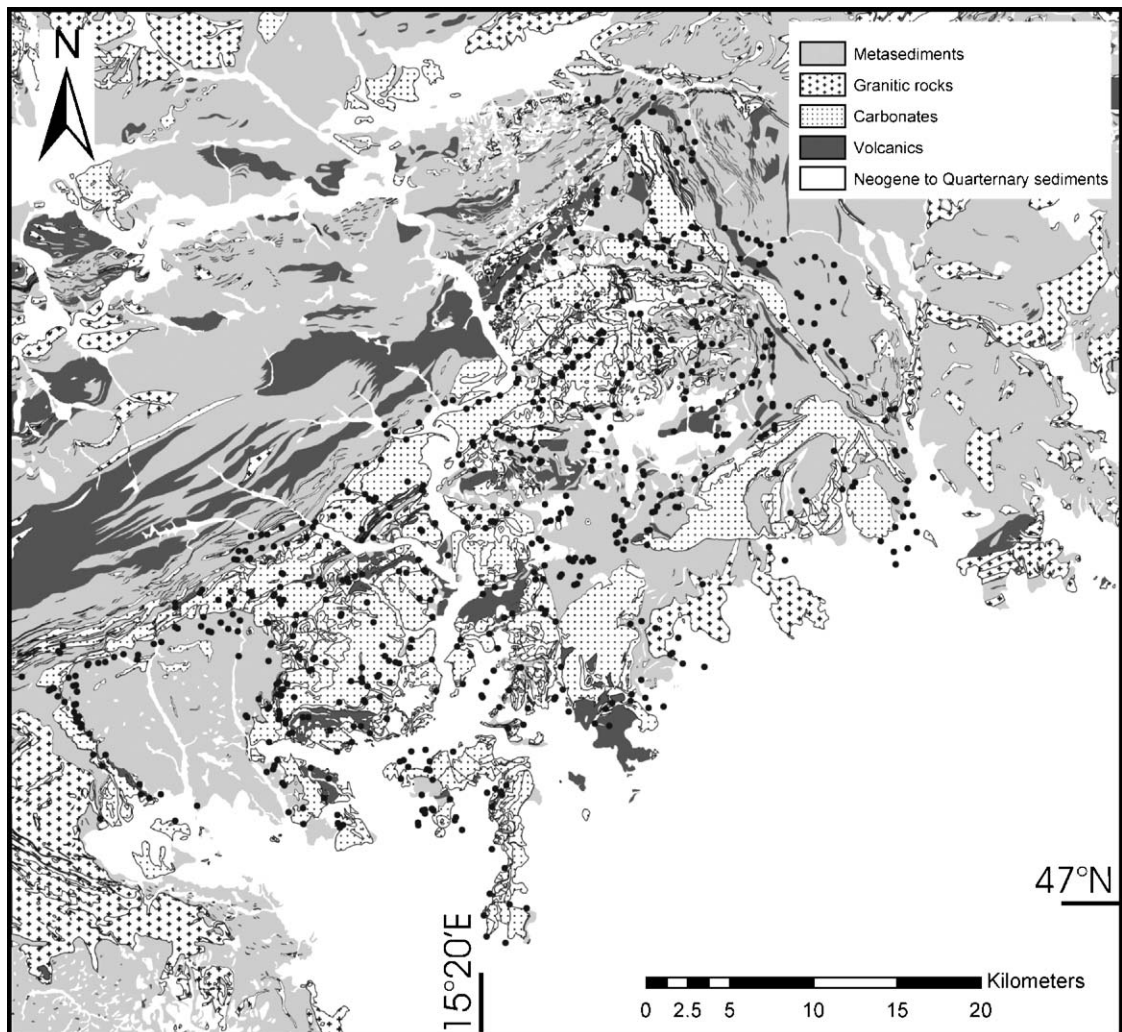 N
Metasediments
Granitic rocks
Carbonates
Volcanics
Neogene to Quarternary sediments
47°N
15°20'E
Kilometers
0 2.5 5 10 15 20